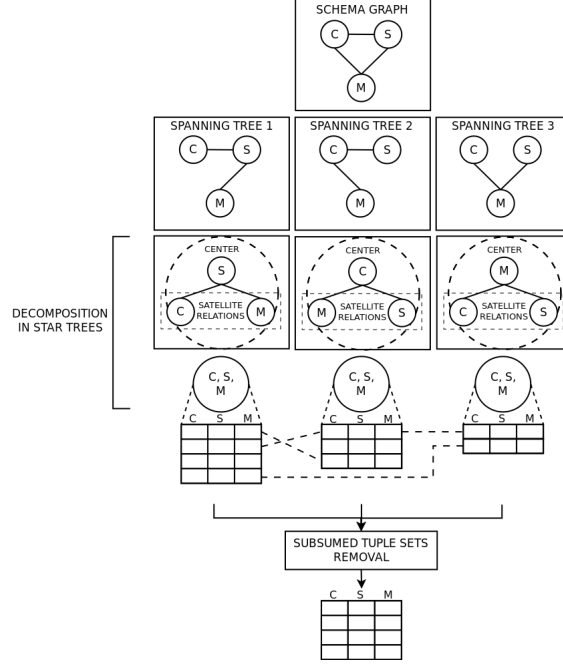 SCHEMA GRAPH
C S
M
SPANNING TREE 1 SPANNING TREE 2 SPANNING TREE 3
C S C S C S
M M M
DECOMPOSITION
IN STAR TREES
CENTER CENTER CENTER
S C M
C SATELLITE M M SATELLITE S C SATELLITE S
RELATIONS RELATIONS RELATIONS
C, S, C, S, C, S,
M M M
C S M C S M C S M
SUBSUMED TUPLE SETS
REMOVAL
C S M